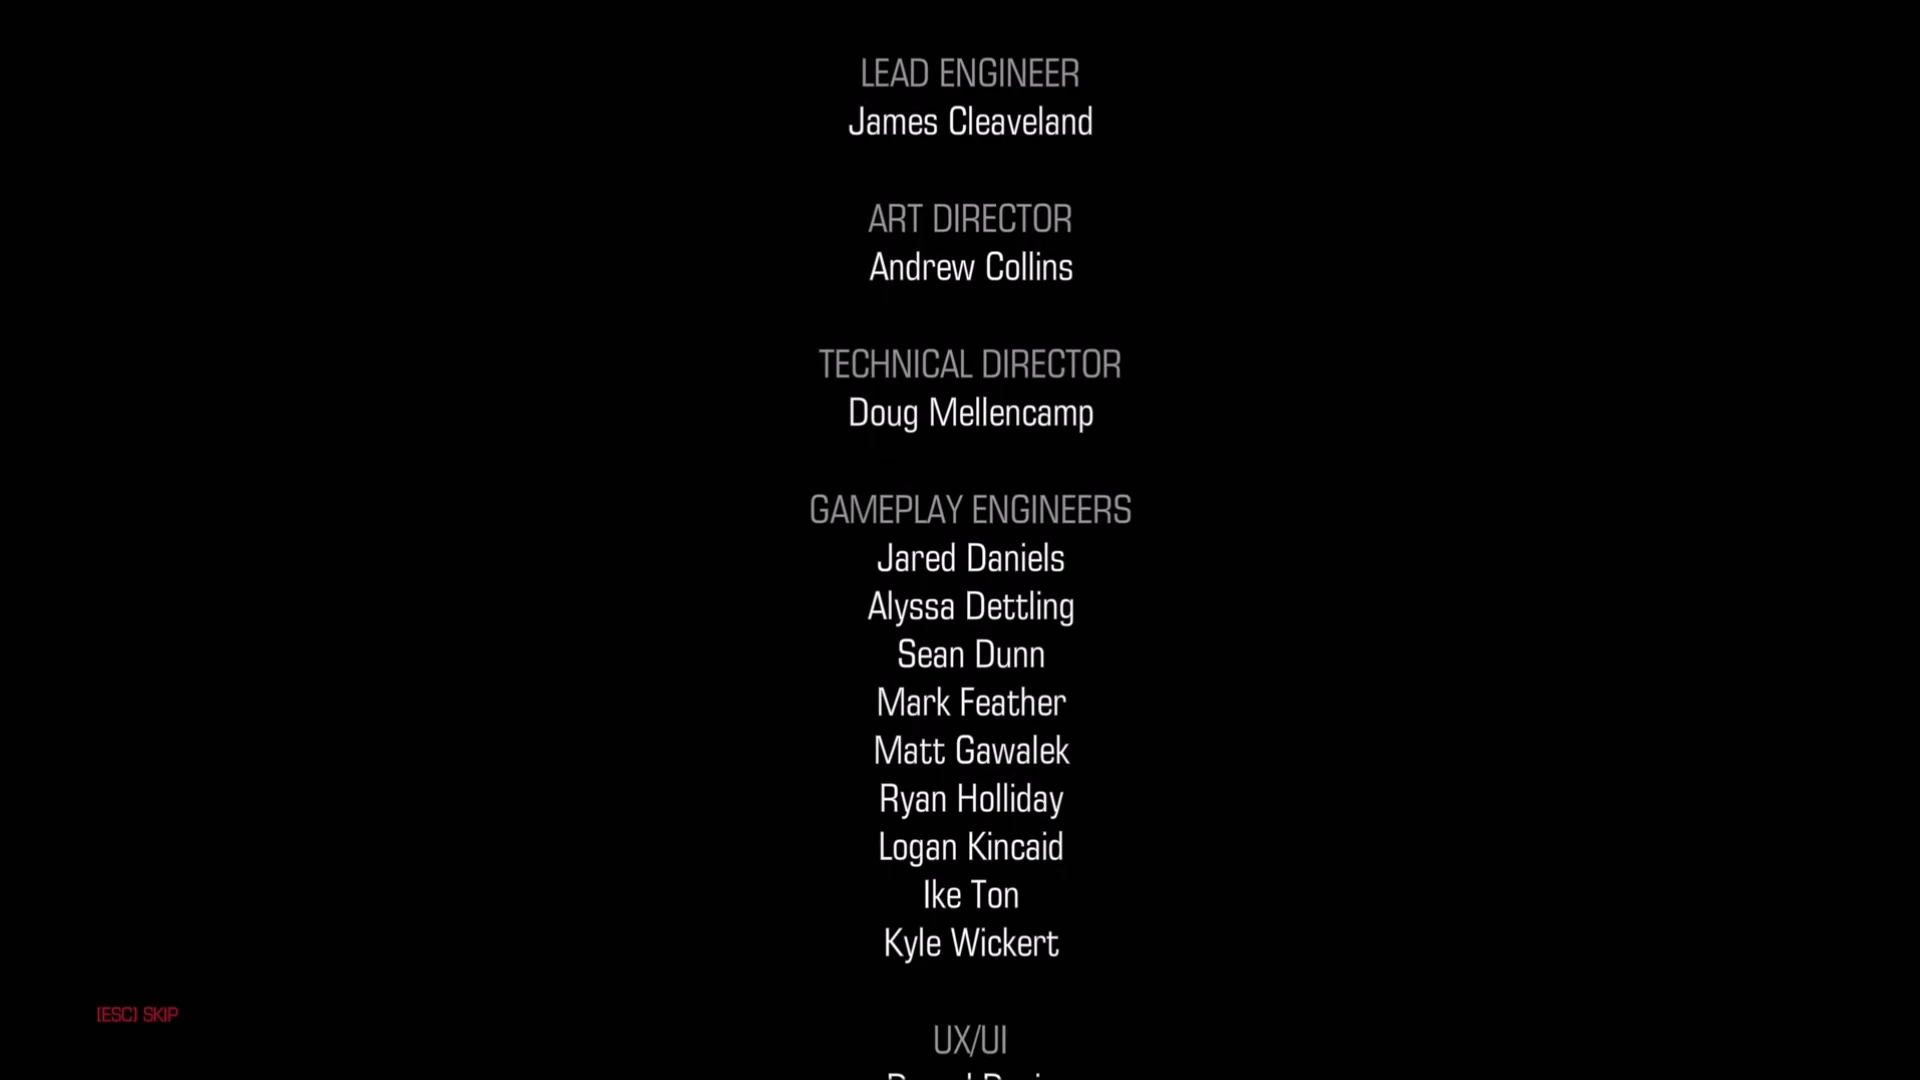 LEAD ENGINEER
James Cleaveland
ART DIRECTOR
Andrew Collins
TECHNICAL DIRECTOR
Doug Mellencamp
GAMEPLAY ENGINEERS
Jared Daniels
Alyssa Dettling
Sean Dunn
Mark Feather
Matt Gawalek
Ryan Holliday
Logan Kincaid
Ike Ton
Kyle Wickert
[ESC] SKIP
UX/UI